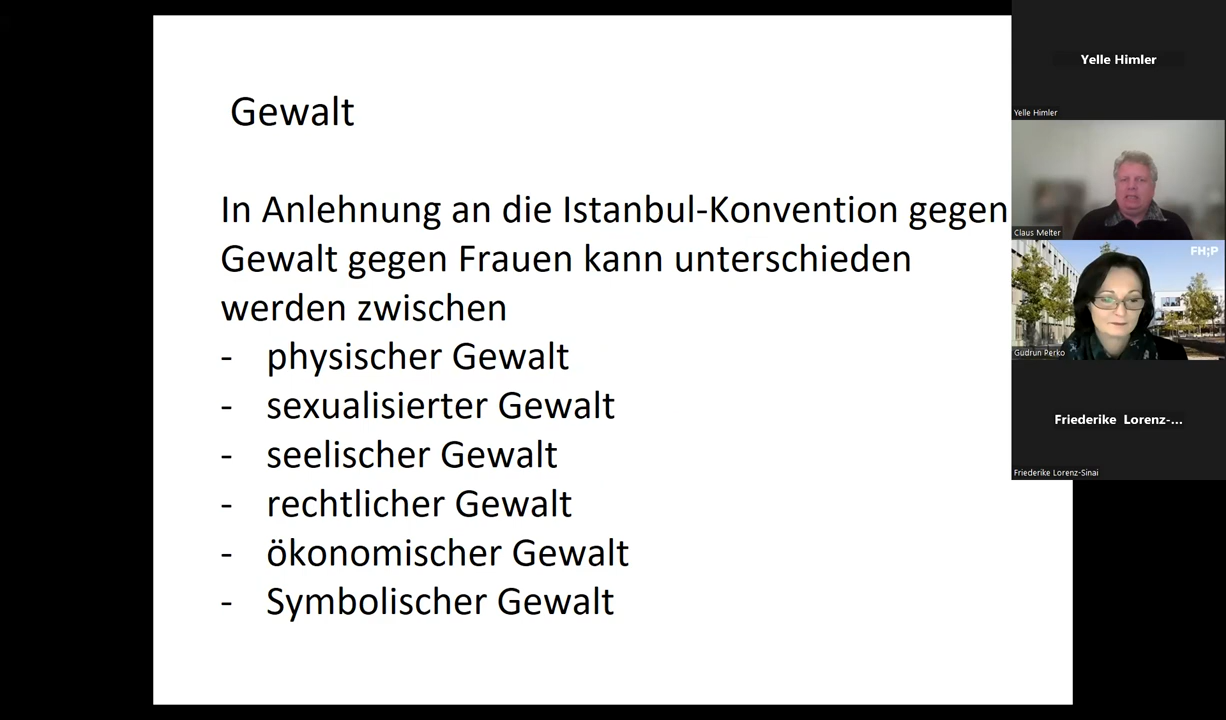 Gewalt
In Anlehnung an die Istanbul-Konvention gegen
Gewalt gegen Frauen kann unterschieden
werden zwischen
- physischer Gewalt
- sexualisierter Gewalt
- seelischer Gewalt
- rechtlicher Gewalt
- ökonomischer Gewalt
- Symbolischer Gewalt
Yelle Himler
Yelle Himler
Claus Melter
FH;P
Gudrun Perko
Friederike Lorenz-...
Friederike Lorenz-Sinai